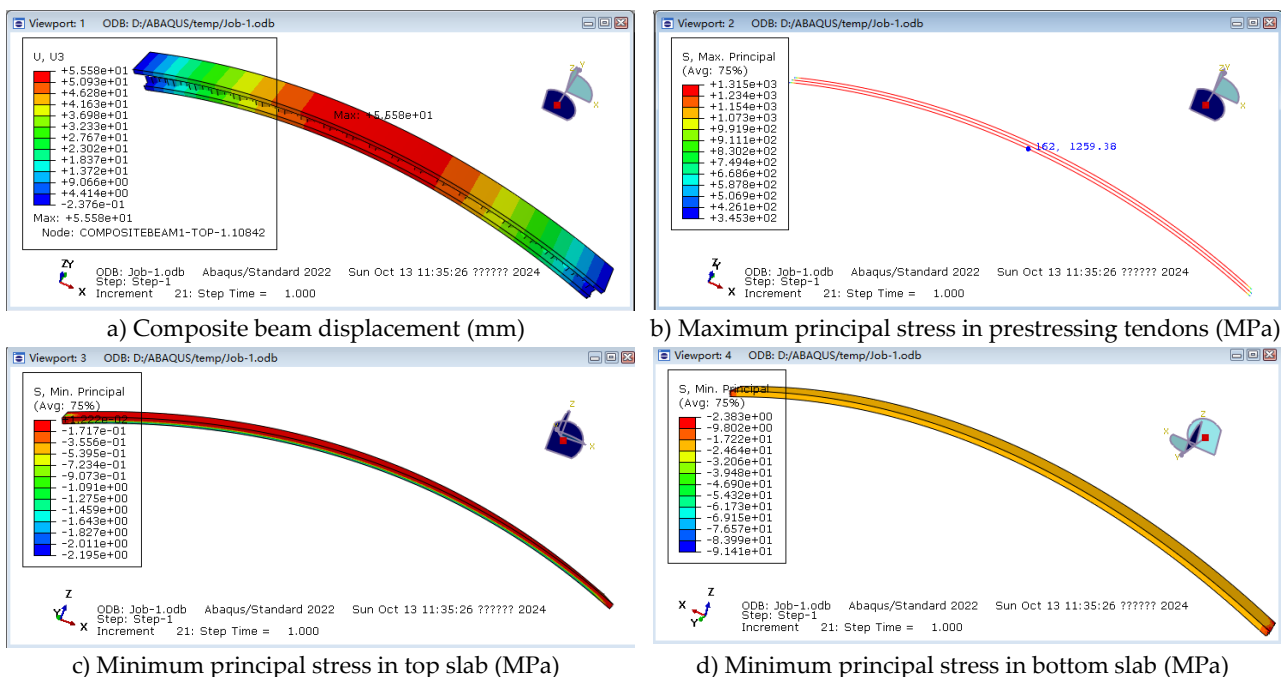 Viewport: 1 ODB: D:/ABAQUS/temp/Job-1.odb
U, U3
+5.558e+01
+5.093e+01
+4.628e+01
+4.163e+01
+3.698e+01
+3.233e+01
+2.767e+01
+2.302e+01
+1.837e+01
+1.372e+01
+9.066e+00
+4.414e+00
-2.376e-01
Max: +5.558e+01
Node: COMPOSITEBEAM1-TOP-1.10842
Max: +5.558e+01
ZY
X
ODB: Job-1.odb Abaqus/Standard 2022 Sun Oct 13 11:35:26 ?????? 2024
Step: Step-1
Increment 21: Step Time = 1.000
Z Y
X
a) Composite beam displacement (mm)
Viewport: 2 ODB: D:/ABAQUS/temp/Job-1.odb
S, Max. Principal
(Avg: 75%)
+1.315e+03
+1.234e+03
+1.154e+03
+1.073e+03
+9.919e+02
+9.111e+02
+8.302e+02
+7.494e+02
+6.686e+02
+5.878e+02
+5.069e+02
+4.261e+02
+3.453e+02
162, 1259.38
ZY
X
ODB: Job-1.odb Abaqus/Standard 2022 Sun Oct 13 11:35:26 ?????? 2024
Step: Step-1
Increment 21: Step Time = 1.000
Z Y
X
b) Maximum principal stress in prestressing tendons (MPa)
Viewport: 3 ODB: D:/ABAQUS/temp/Job-1.odb
S, Min. Principal
(Avg: 75%)
-1.717e-01
-3.556e-01
-5.395e-01
-7.234e-01
-9.073e-01
-1.091e+00
-1.275e+00
-1.459e+00
-1.643e+00
-1.827e+00
-2.011e+00
-2.195e+00
Z
X
ODB: Job-1.odb Abaqus/Standard 2022 Sun Oct 13 11:35:26 ?????? 2024
Step: Step-1
Increment 21: Step Time = 1.000
Z
Y
X
c) Minimum principal stress in top slab (MPa)
Viewport: 4 ODB: D:/ABAQUS/temp/Job-1.odb
S, Min. Principal
(Avg: 75%)
-2.383e+00
-9.802e+00
-1.722e+01
-2.464e+01
-3.206e+01
-3.948e+01
-4.690e+01
-5.432e+01
-6.173e+01
-6.915e+01
-7.657e+01
-8.399e+01
-9.141e+01
Z
X
Y
ODB: Job-1.odb Abaqus/Standard 2022 Sun Oct 13 11:35:26 ?????? 2024
Step: Step-1
Increment 21: Step Time = 1.000
Z
X
Y
d) Minimum principal stress in bottom slab (MPa)